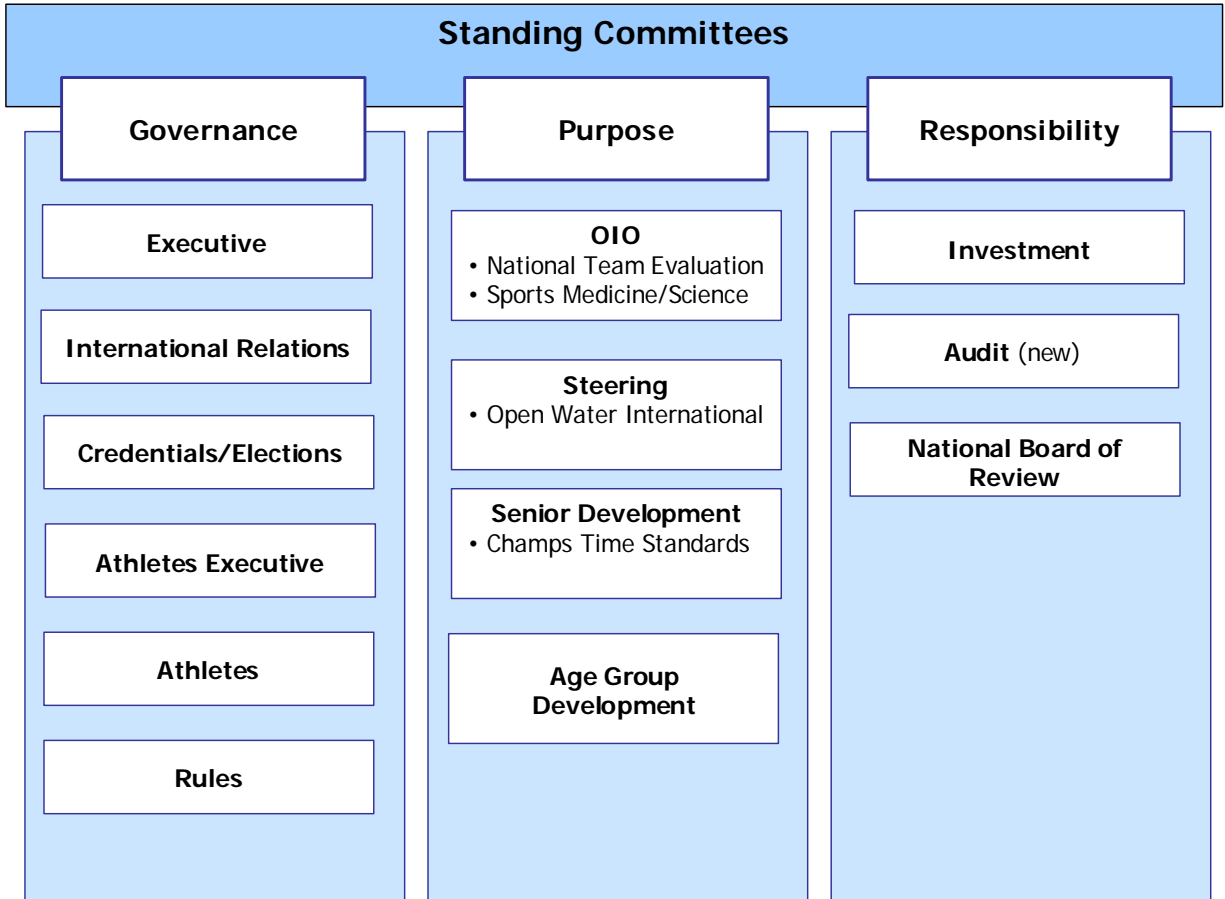 Standing Committees
Governance
Executive
International Relations
Credentials/Elections
Athletes Executive
Athletes
Rules
Purpose
OIO
• National Team Evaluation
• Sports Medicine/Science
Steering
• Open Water International
Senior Development
• Champs Time Standards
Age Group
Development
Responsibility
Investment
Audit (new)
National Board of
Review